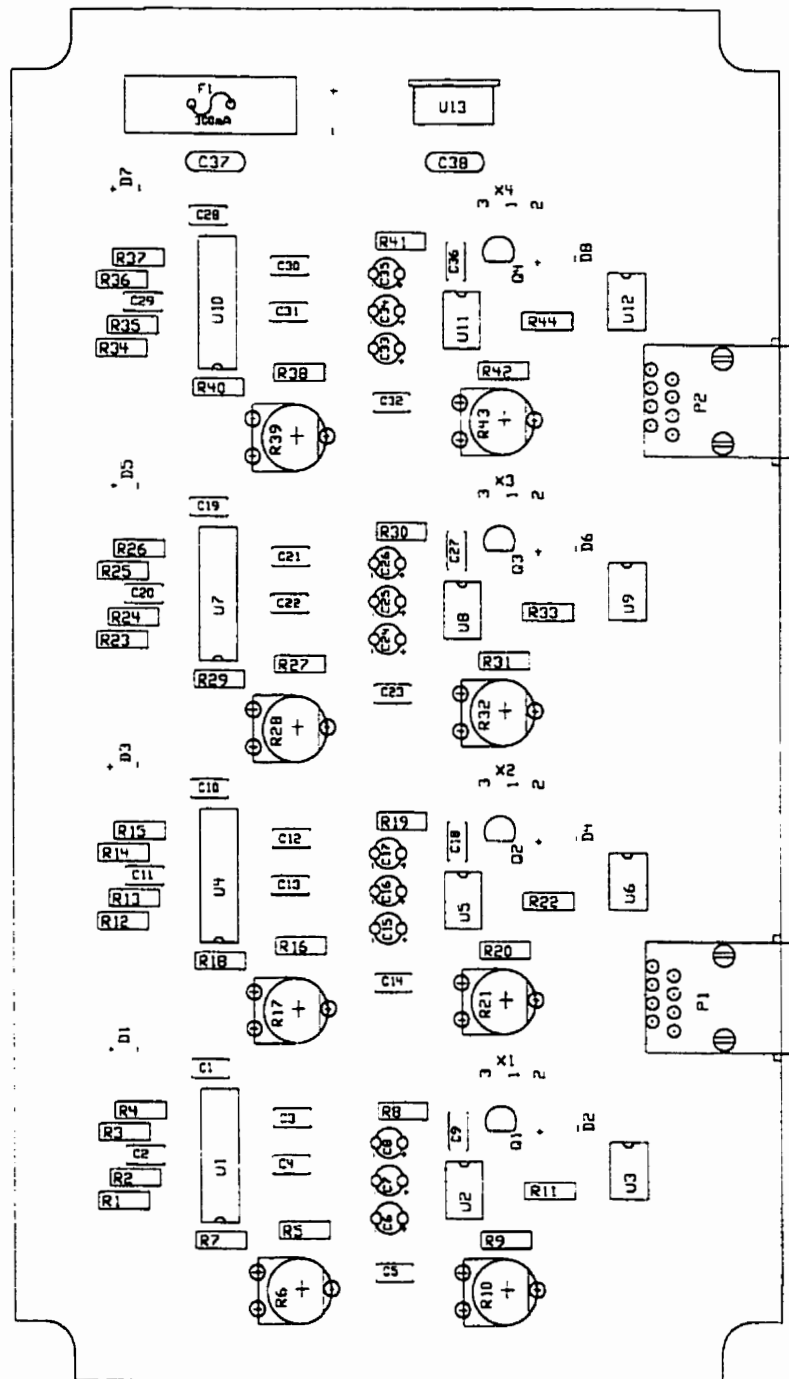 F1
300mA
+
-
U13
C37
C38
+ D7 -
C28
3 X4 1 2
R37
R36
C29
R35
R34
U10
C30
C31
R41
C35
C34
C33
C36
Q4
+ - D8
U11
R44
U12
R40
R38
R39
C32
R42
R43
P2
+ D5 -
C19
3 X3 1 2
R26
R25
C20
R24
R23
U7
C21
C22
R30
C26
C25
C24
C27
Q3
+ - D6
U8
R33
U9
R29
R27
R28
C23
R31
R32
+ D3 -
C10
3 X2 1 2
R15
R14
C11
R13
R12
U4
C12
C13
R19
C17
C16
C15
C18
Q2
+ - D4
U5
R22
U6
R18
R16
R17
C14
R20
R21
P1
+ D1 -
C1
3 X1 1 2
R4
R3
C2
R2
R1
U1
C3
C4
R8
C8
C7
C6
C9
Q1
+ - D2
U2
R11
U3
R7
R5
R6
C5
R9
R10